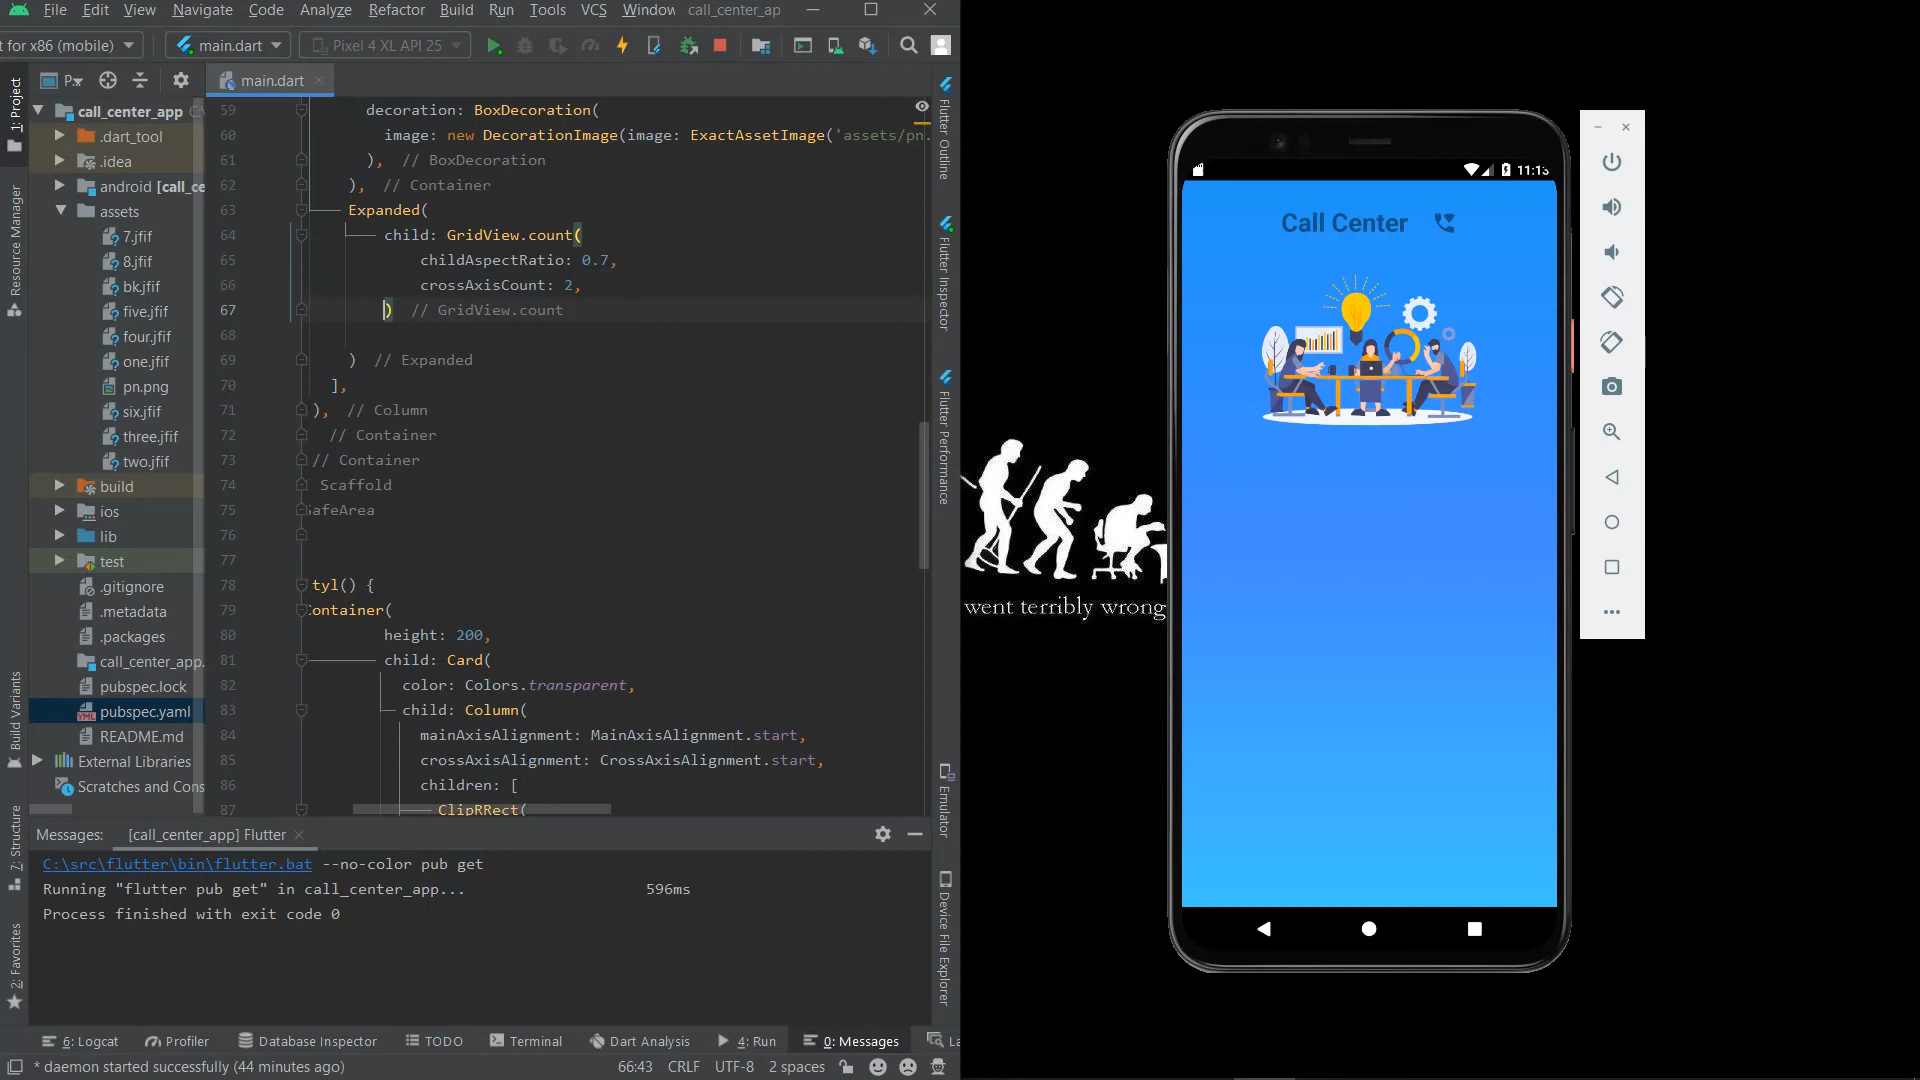 File Edit View Navigate Code Analyze Refactor Build Run Tools VCS Window call_center_ap
t for x86 (mobile) main.dart Pixel 4 XL API 25
P main.dart
call_center_app
.dart_tool
.idea
android [call_ce
assets
7.jfif
8.jfif
bk.jfif
five.jfif
four.jfif
one.jfif
pn.png
six.jfif
three.jfif
two.jfif
build
ios
lib
test
.gitignore
.metadata
.packages
call_center_app.
pubspec.lock
pubspec.yaml
README.md
External Libraries
Scratches and Cons
1: Project
Resource Manager
Build Variants
7: Structure
2: Favorites
59 decoration: BoxDecoration(
60 image: new DecorationImage(image: ExactAssetImage('assets/pn.
61 ), // BoxDecoration
62 ), // Container
63 Expanded(
64 child: GridView.count(
65 childAspectRatio: 0.7,
66 crossAxisCount: 2,
67 ) // GridView.count
68
69 ) // Expanded
70 ],
71 ), // Column
72 // Container
73 // Container
74 Scaffold
75 SafeArea
76
77
78 tyl() {
79 Container(
80 height: 200,
81 child: Card(
82 color: Colors.transparent,
83 child: Column(
84 mainAxisAlignment: MainAxisAlignment.start,
85 crossAxisAlignment: CrossAxisAlignment.start,
86 children: [
87 ClipRRect(
Flutter Outline
Flutter Inspector
Flutter Performance
Emulator
Device File Explorer
Messages: [call_center_app] Flutter
C:\src\flutter\bin\flutter.bat --no-color pub get
Running "flutter pub get" in call_center_app... 596ms
Process finished with exit code 0
6: Logcat Profiler Database Inspector TODO Terminal Dart Analysis 4: Run 0: Messages La
* daemon started successfully (44 minutes ago) 66:43 CRLF UTF-8 2 spaces
went terribly wrong
11:13
Call Center